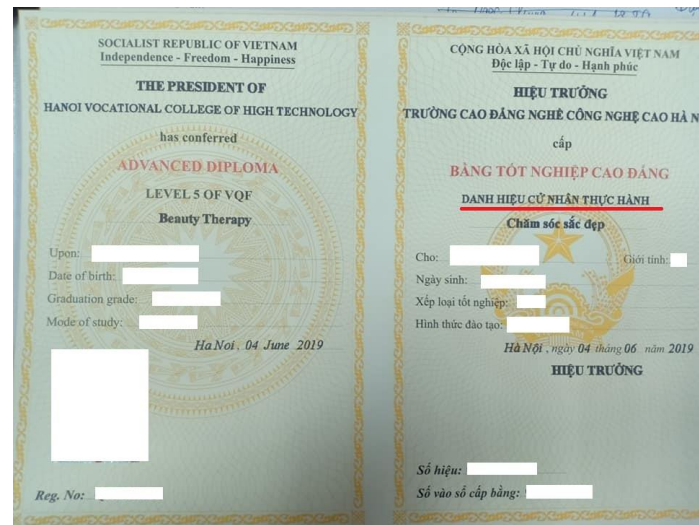 SOCIALIST REPUBLIC OF VIETNAM
Independence - Freedom - Happiness
THE PRESIDENT OF
HANOI VOCATIONAL COLLEGE OF HIGH TECHNOLOGY
has conferred
ADVANCED DIPLOMA
LEVEL 5 OF VQF
Beauty Therapy
Upon:
Date of birth:
Graduation grade:
Mode of study:
Ha Noi , 04 June 2019
Reg. No:
CỘNG HÒA XÃ HỘI CHỦ NGHĨA VIỆT NAM
Độc lập - Tự do - Hạnh phúc
HIỆU TRƯỞNG
TRƯỜNG CAO ĐẲNG NGHỀ CÔNG NGHỆ CAO HÀ N
cấp
BẰNG TỐT NGHIỆP CAO ĐẲNG
DANH HIỆU CỬ NHÂN THỰC HÀNH
Chăm sóc sắc đẹp
Cho: Giới tính:
Ngày sinh:
Xếp loại tốt nghiệp:
Hình thức đào tạo:
Hà Nội , ngày 04 tháng 06 năm 2019
HIỆU TRƯỞNG
Số hiệu:
Số vào sổ cấp bằng: